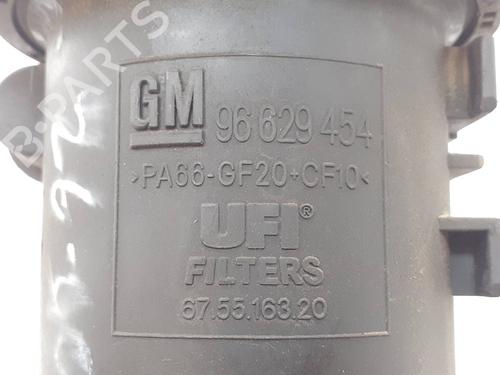 B-PARTS
GM 96 629 454
>PA66-GF20+CF10<
UFI®
FILTERS
67.55.163.20